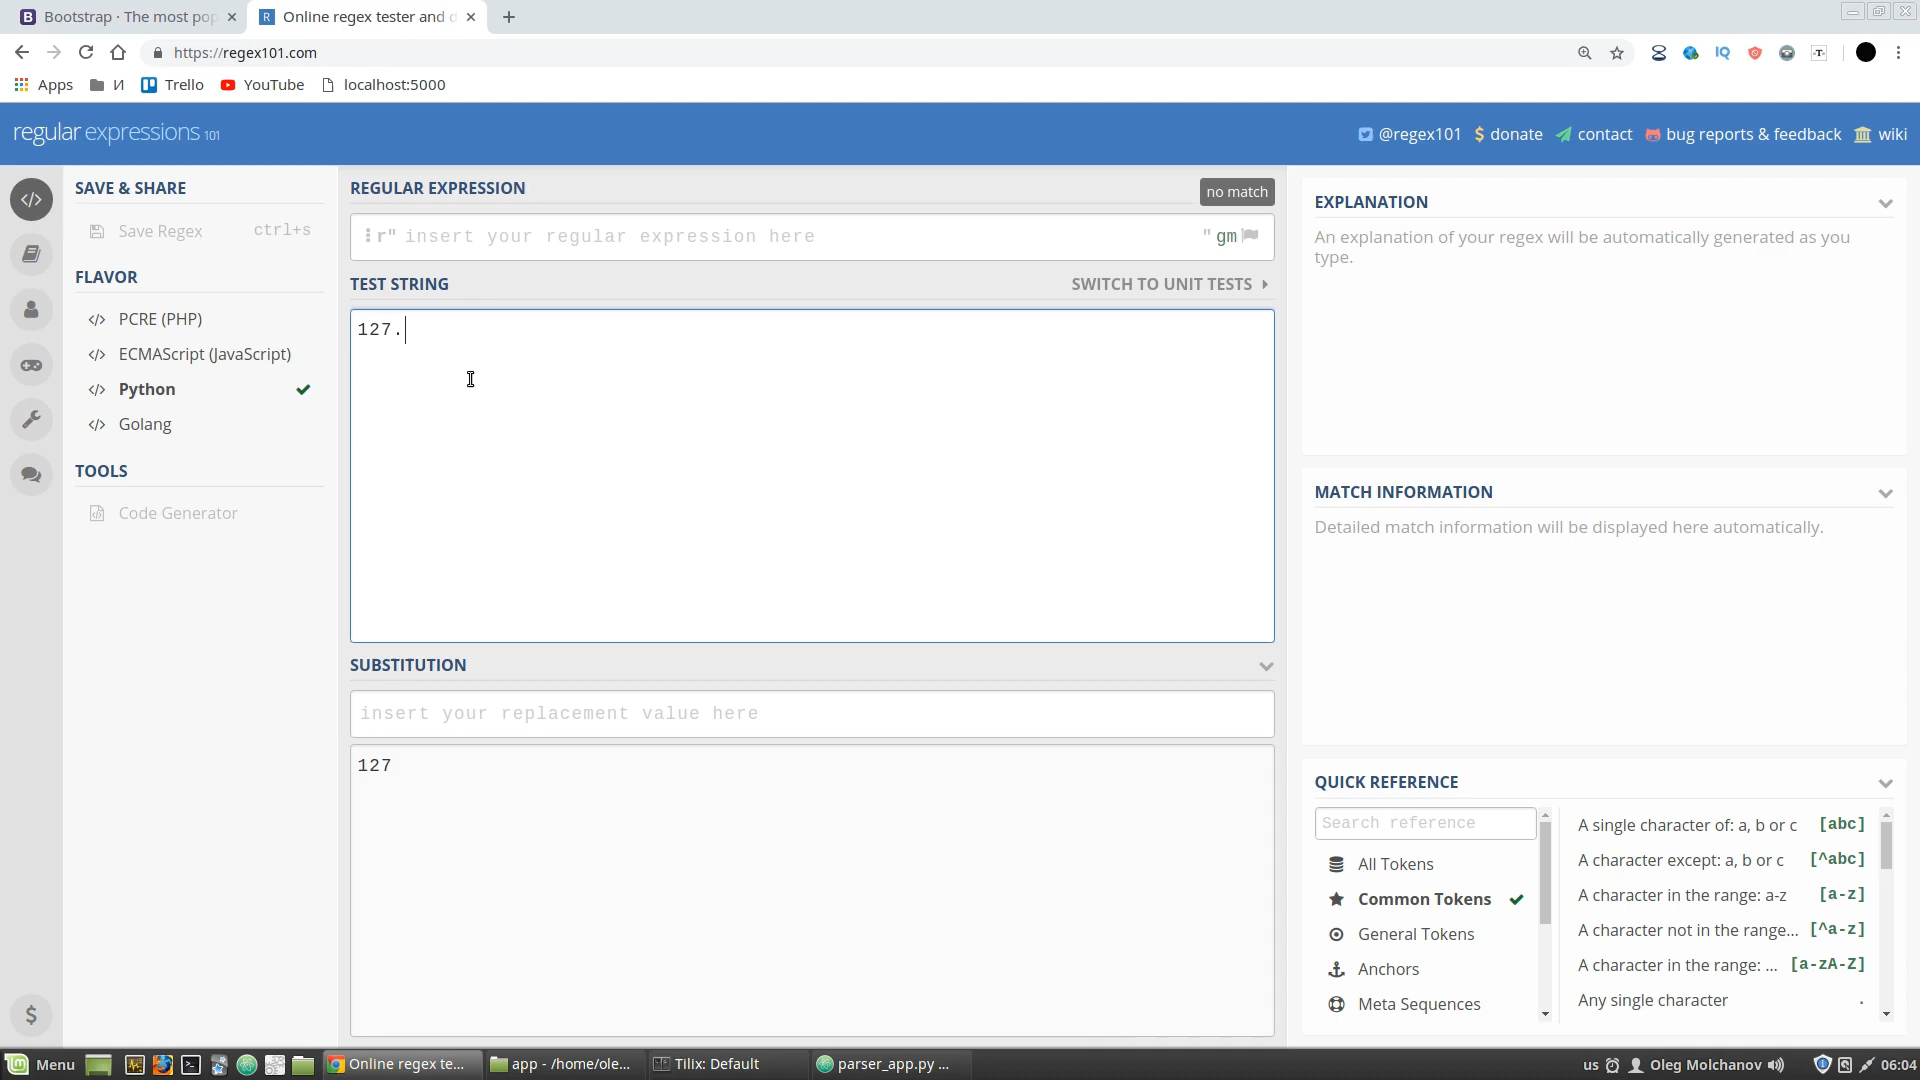 Bootstrap · The most pop
Online regex tester and d
https://regex101.com
Apps
И
Trello
YouTube
localhost:5000
regular expressions 101
@regex101
donate
contact
bug reports & feedback
wiki
SAVE & SHARE
Save Regex ctrl+s
FLAVOR
PCRE (PHP)
ECMAScript (JavaScript)
Python
Golang
TOOLS
Code Generator
REGULAR EXPRESSION
no match
r" insert your regular expression here " gm
TEST STRING
SWITCH TO UNIT TESTS
127.
SUBSTITUTION
insert your replacement value here
127
EXPLANATION
An explanation of your regex will be automatically generated as you
type.
MATCH INFORMATION
Detailed match information will be displayed here automatically.
QUICK REFERENCE
Search reference
All Tokens
Common Tokens
General Tokens
Anchors
Meta Sequences
A single character of: a, b or c [abc]
A character except: a, b or c [^abc]
A character in the range: a-z [a-z]
A character not in the range... [^a-z]
A character in the range: ... [a-zA-Z]
Any single character .
Menu
Online regex te...
app - /home/ole...
Tilix: Default
parser_app.py ...
us
Oleg Molchanov
06:04